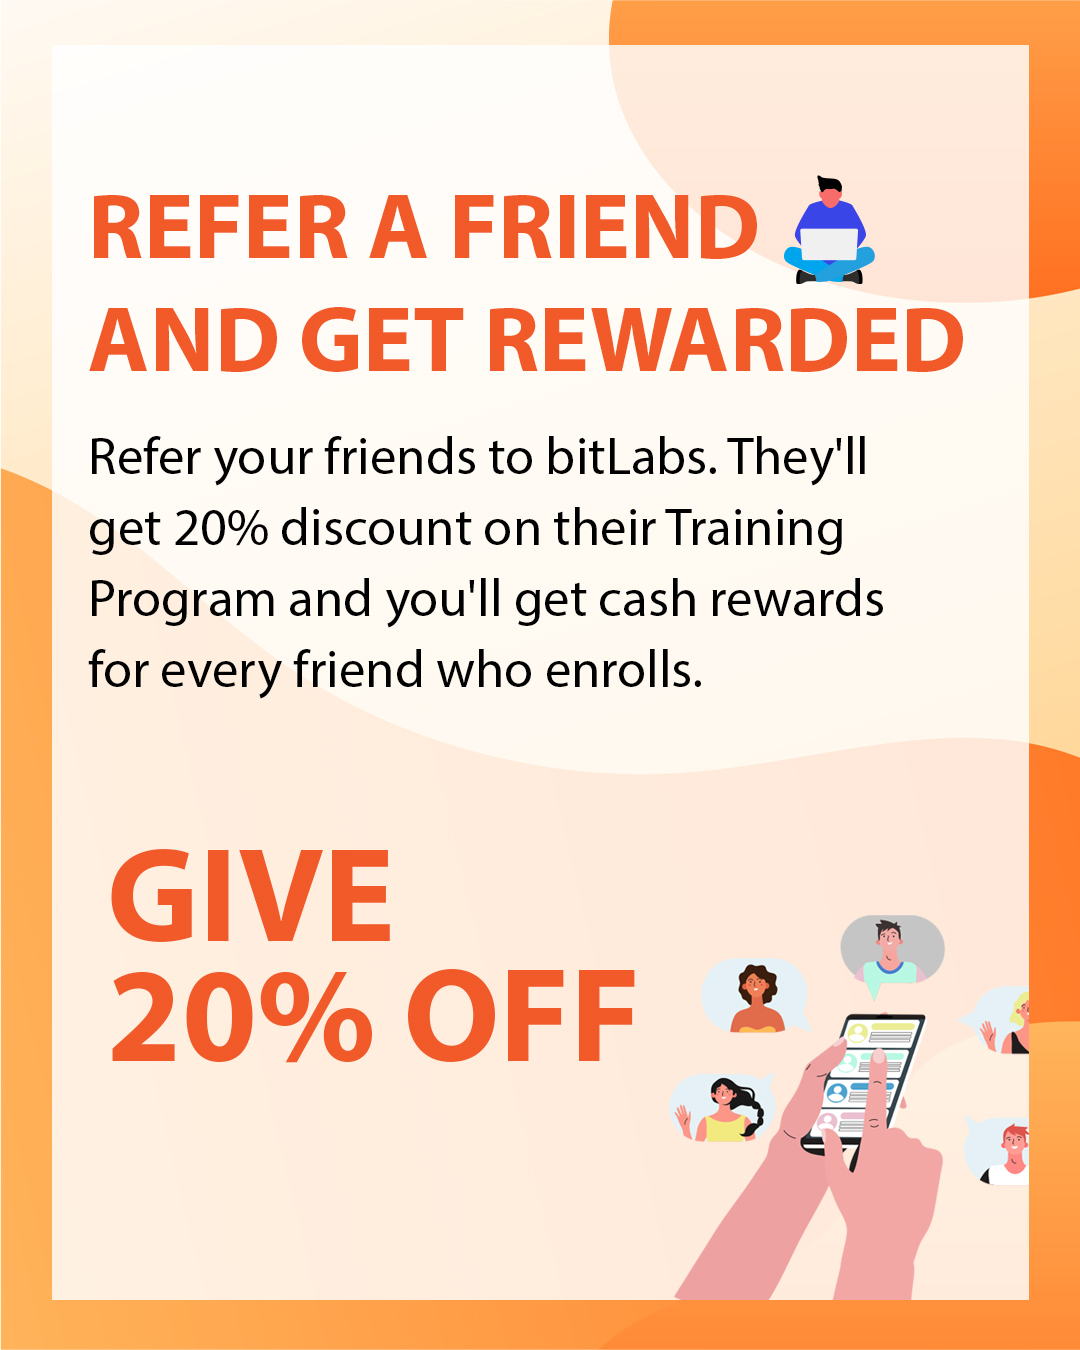 REFER A FRIEND
AND GET REWARDED
Refer your friends to bitLabs. They'll
get 20% discount on their Training
Program and you'll get cash rewards
for every friend who enrolls.
GIVE
20% OFF